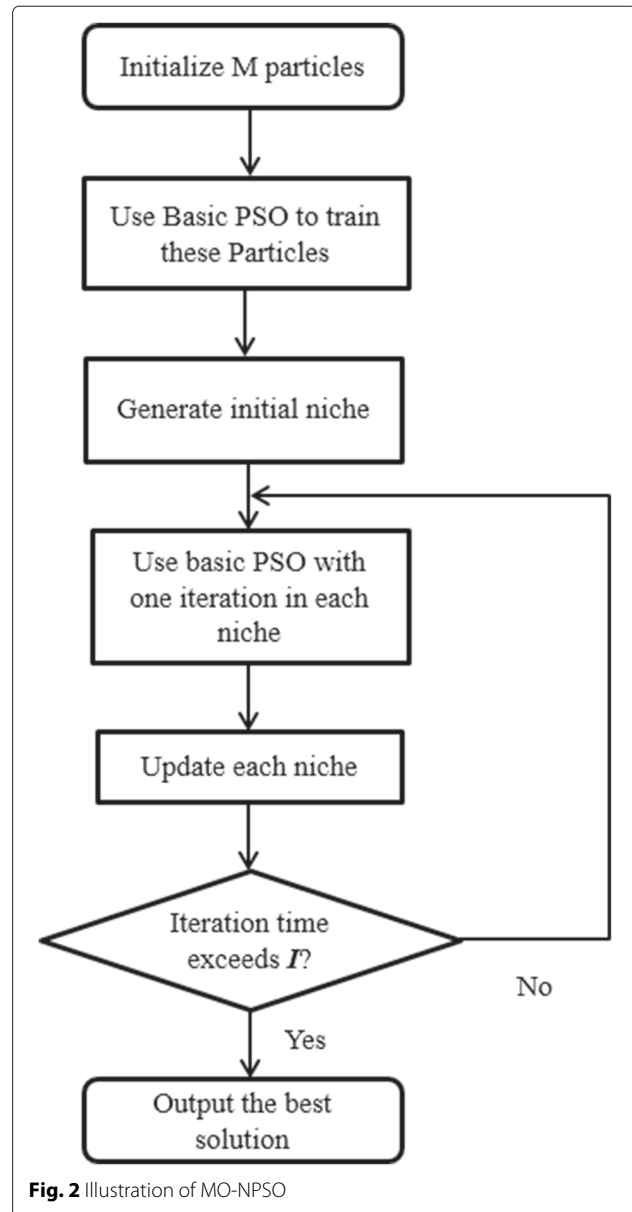 Initialize M particles
Use Basic PSO to train
these Particles
Generate initial niche
Use basic PSO with
one iteration in each
niche
Update each niche
Iteration time
exceeds I?
No
Yes
Output the best
solution
Fig. 2 Illustration of MO-NPSO